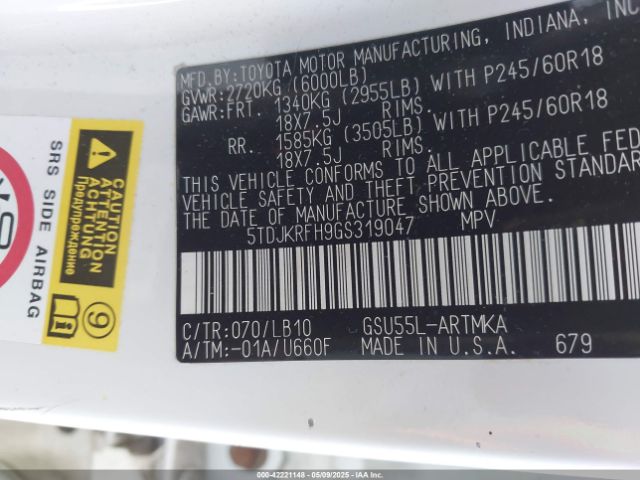 MFD.BY:TOYOTA MOTOR MANUFACTURING, INDIANA, IN
GVWR:2720KG (6000LB)
GAWR:FRT. 1340KG (2955LB) WITH P245/60R18
18X7.5J RIMS.
RR. 1585KG (3505LB) WITH P245/60R18
18X7.5J RIMS.
THIS VEHICLE CONFORMS TO ALL APPLICABLE FED
VEHICLE SAFETY AND THEFT PREVENTION STANDAR
THE DATE OF MANUFACTURE SHOWN ABOVE.
5TDJKRFH9GS319047 MPV
C/TR:070/LB10 GSU55L-ARTMKA
A/TM:-01A/U660F MADE IN U.S.A. 679
SRS SIDE AIRBAG
CAUTION
ATTENTION
ACHTUNG
Предупреждение
9
000-42221148 - 05/09/2025 - IAA Inc.